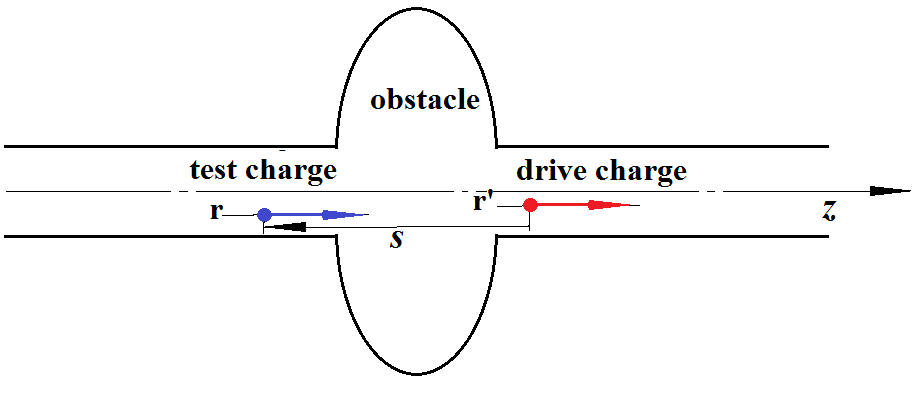 obstacle
test charge
drive charge
r
r'
z
s